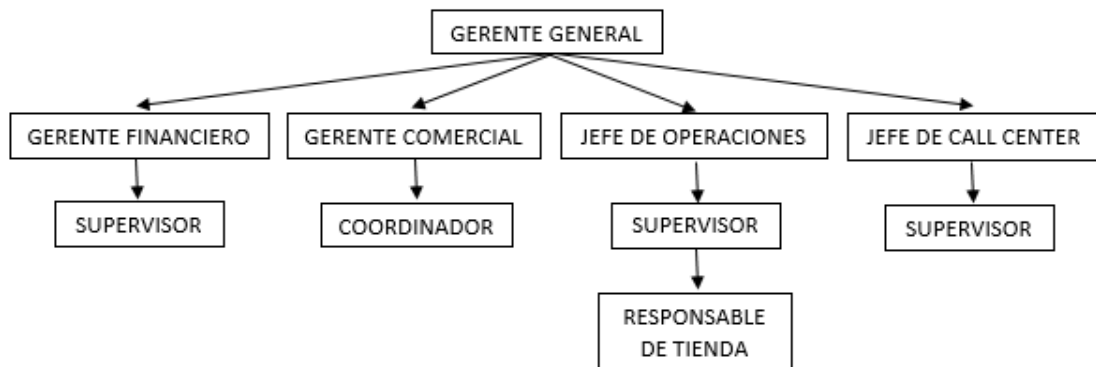 GERENTE GENERAL
GERENTE FINANCIERO
GERENTE COMERCIAL
JEFE DE OPERACIONES
JEFE DE CALL CENTER
SUPERVISOR
COORDINADOR
SUPERVISOR
SUPERVISOR
RESPONSABLE
DE TIENDA